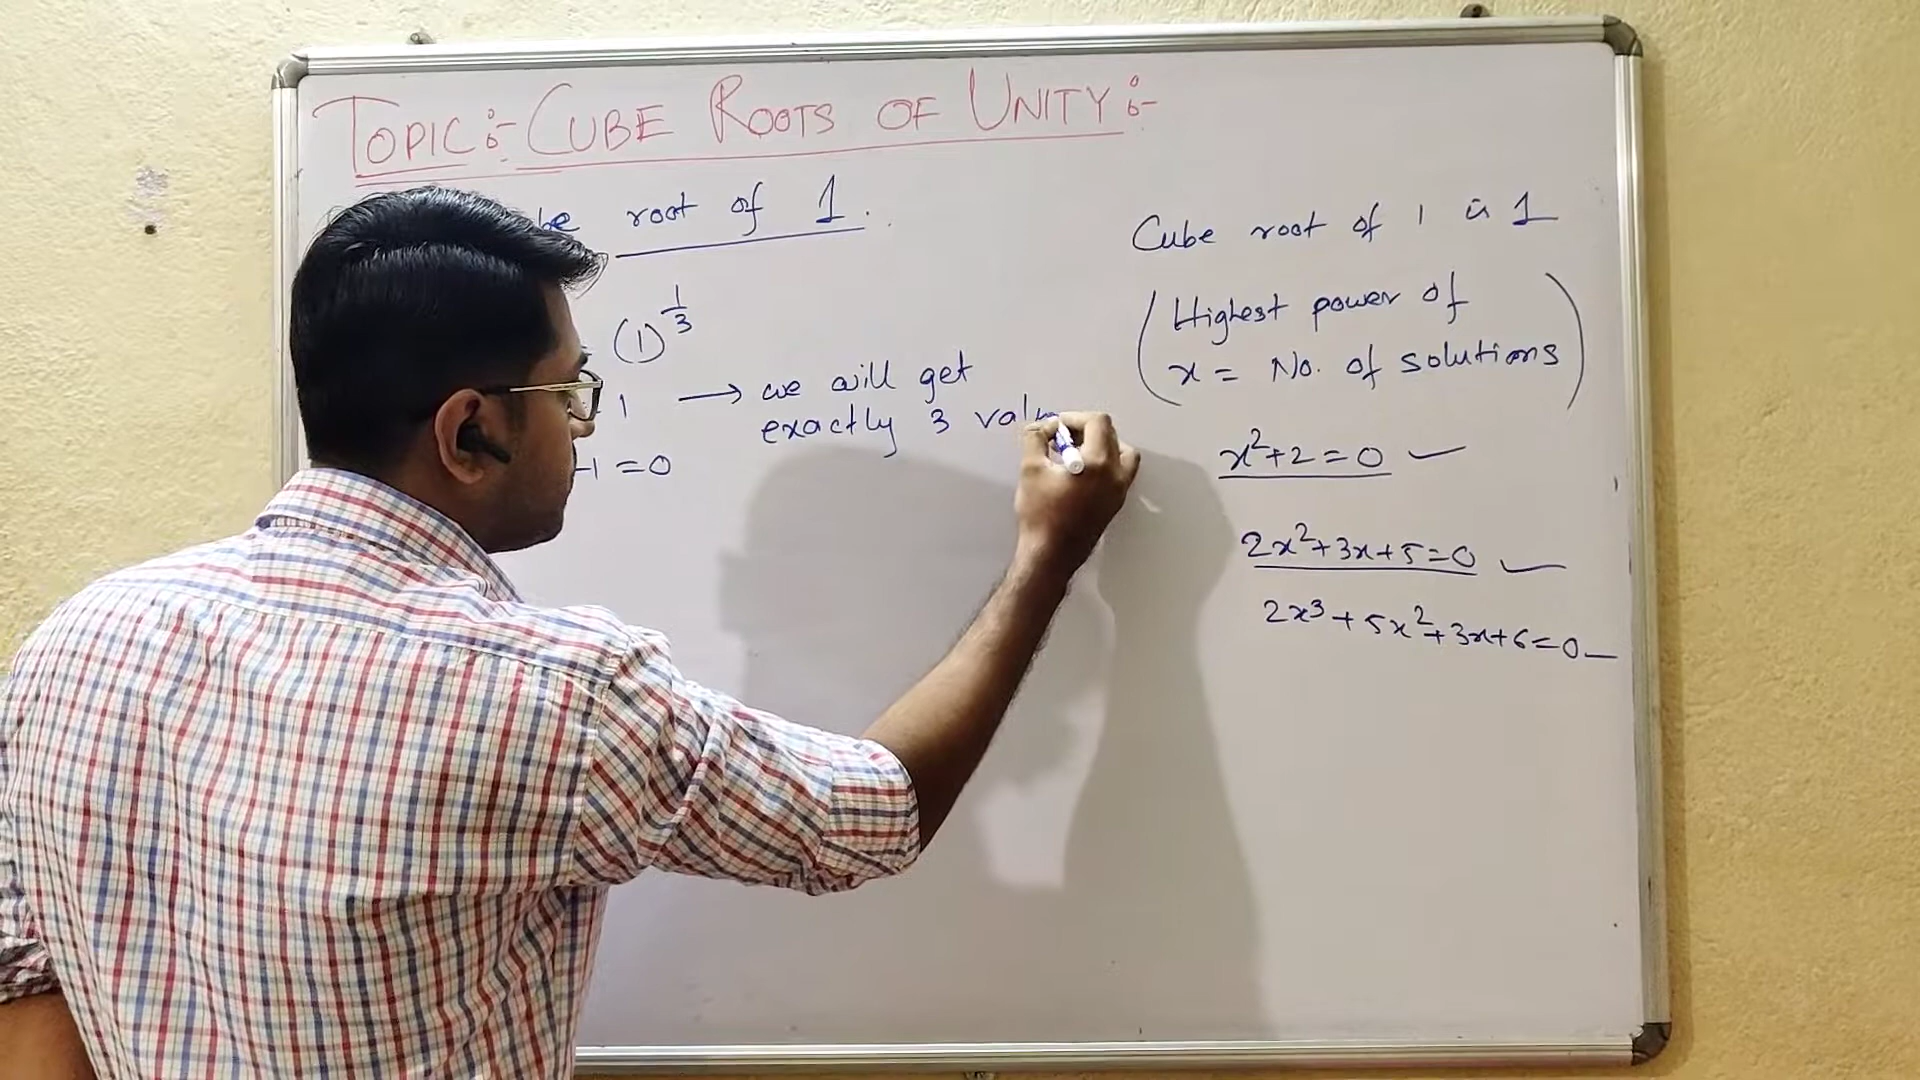 TOPIC:- CUBE ROOTS OF UNITY:-
be root of 1.
(1)^1/3
1 → we will get
exactly 3 valu
-1 = 0
Cube root of 1 is 1
(Highest power of
x = No. of solutions)
x²+2=0
2x²+3x+5=0
2x³+5x²+3x+6=0